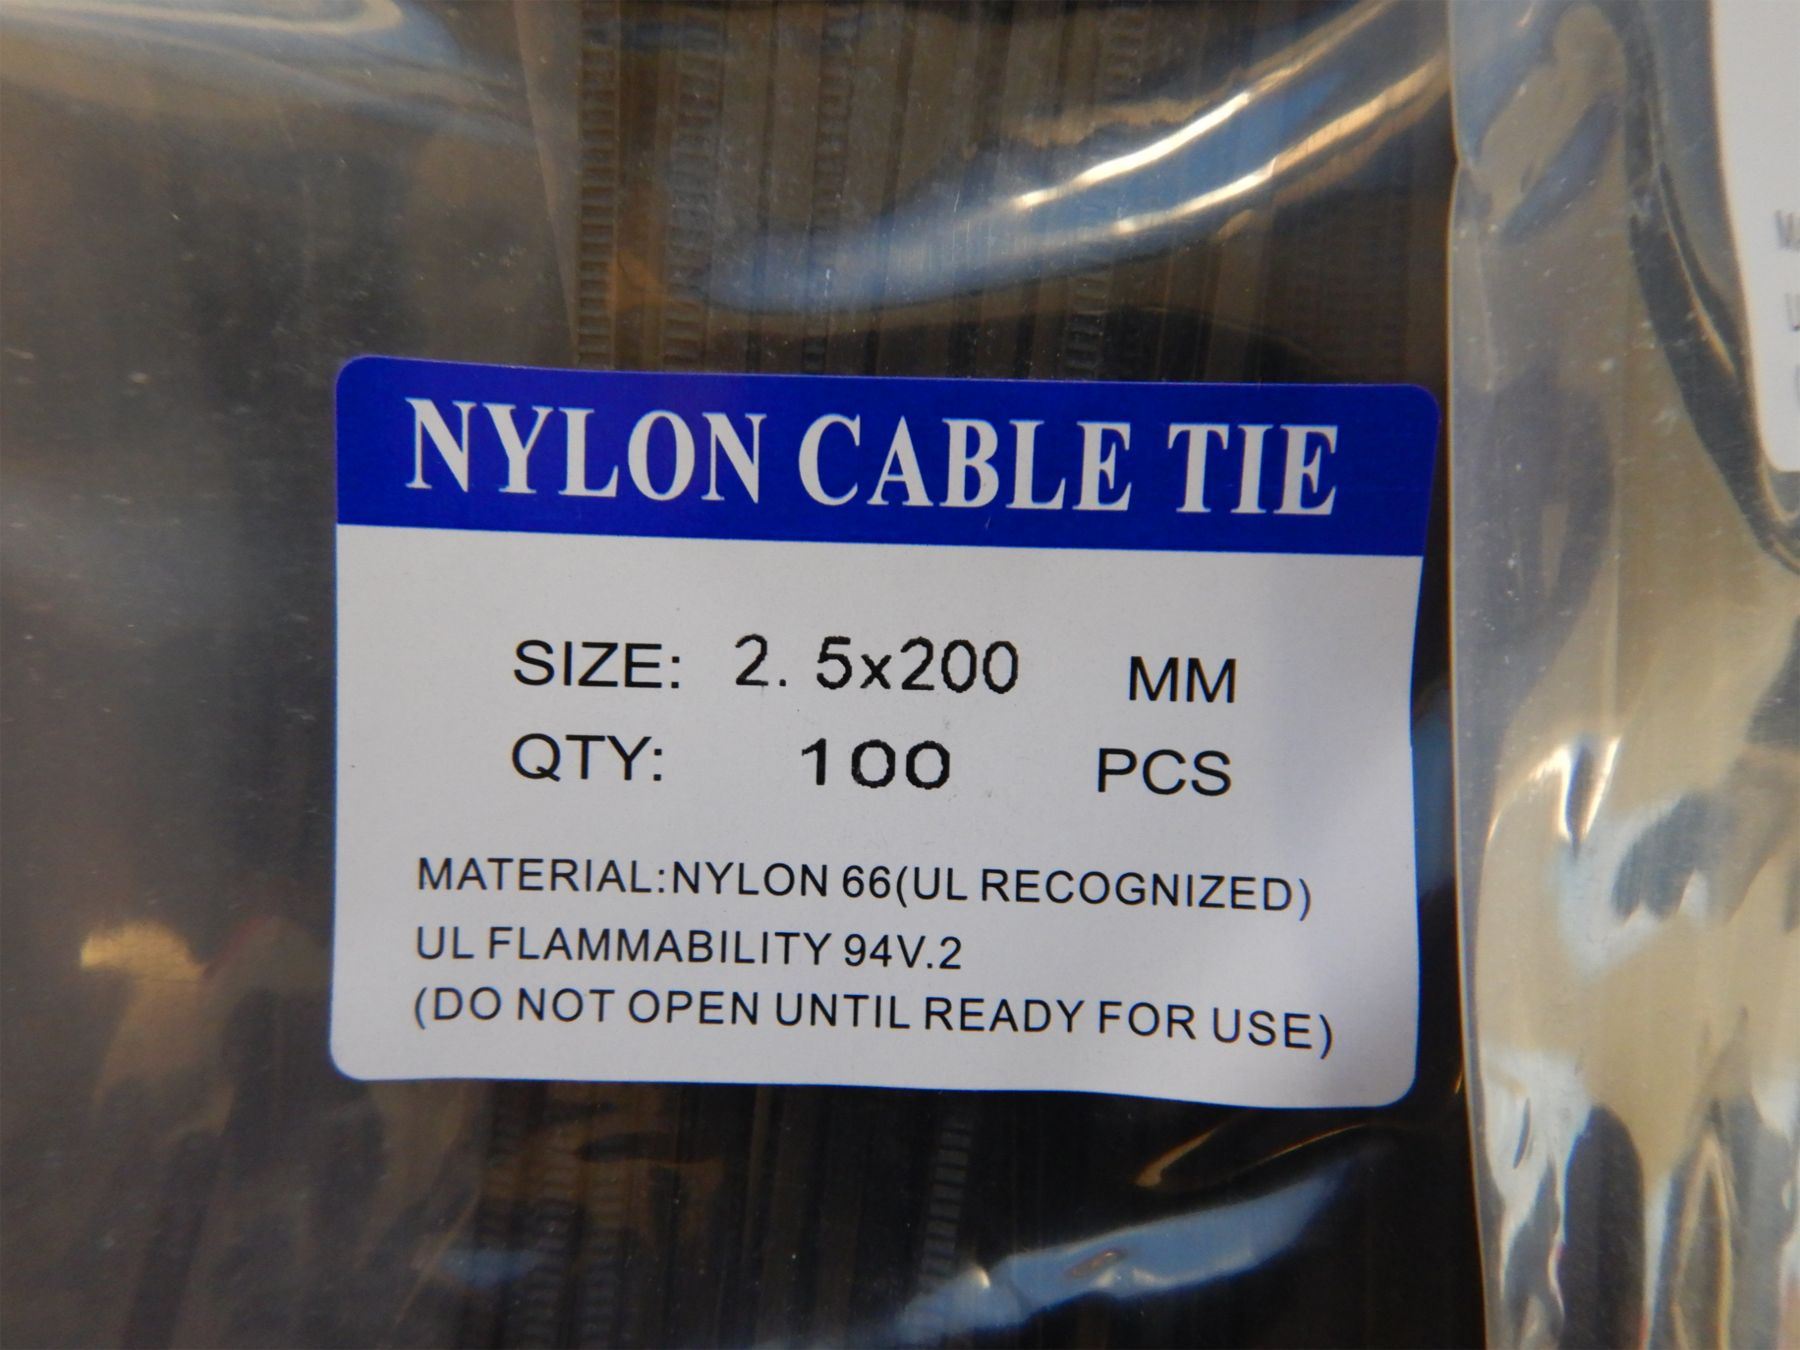 NYLON CABLE TIE
SIZE: 2.5x200 MM
QTY: 100 PCS
MATERIAL:NYLON 66(UL RECOGNIZED)
UL FLAMMABILITY 94V.2
(DO NOT OPEN UNTIL READY FOR USE)